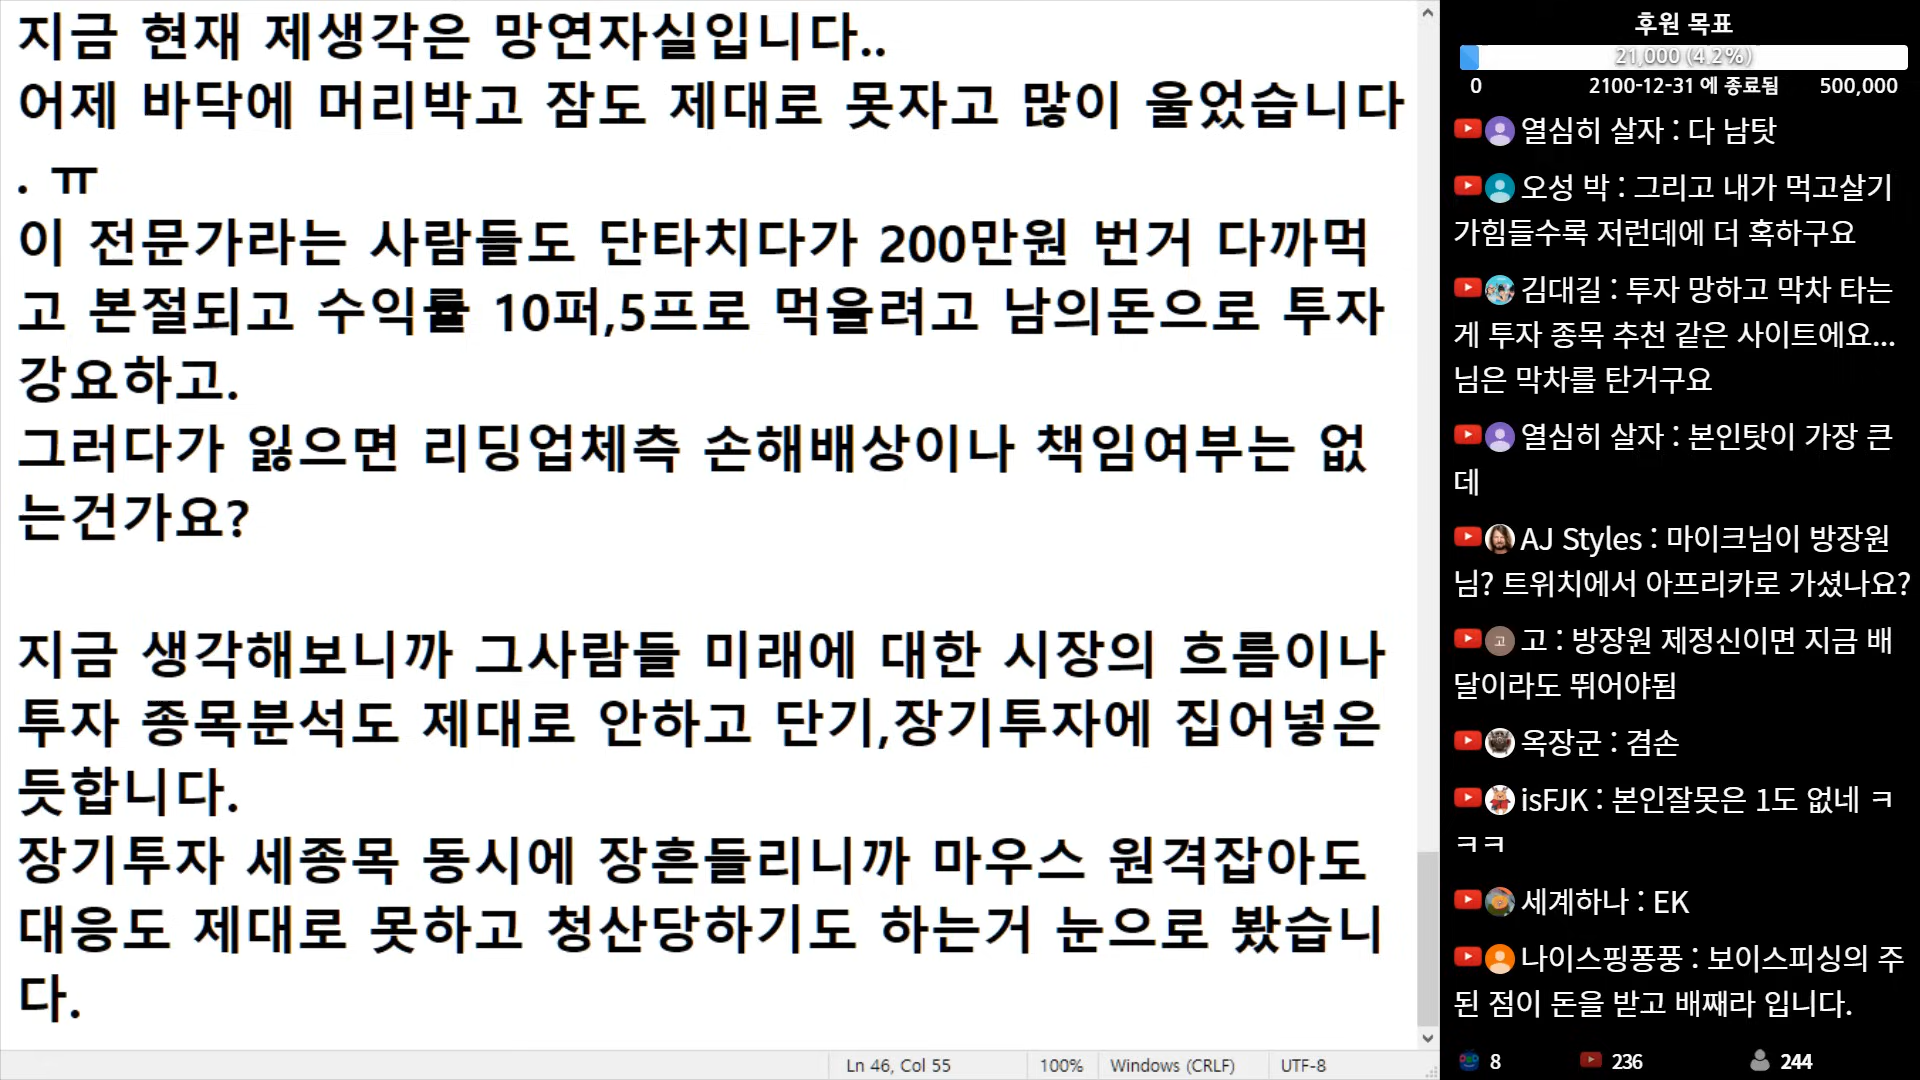 지금 현재 제생각은 망연자실입니다..
어제 바닥에 머리박고 잠도 제대로 못자고 많이 울었습니다
. ㅠ
이 전문가라는 사람들도 단타치다가 200만원 번거 다까먹
고 본절되고 수익률 10퍼,5프로 먹을려고 남의돈으로 투자
강요하고.
그러다가 잃으면 리딩업체측 손해배상이나 책임여부는 없
는건가요?
지금 생각해보니까 그사람들 미래에 대한 시장의 흐름이나
투자 종목분석도 제대로 안하고 단기,장기투자에 집어넣은
듯합니다.
장기투자 세종목 동시에 장흔들리니까 마우스 원격잡아도
대응도 제대로 못하고 청산당하기도 하는거 눈으로 봤습니
다.
Ln 46, Col 55
100%
Windows (CRLF)
UTF-8
후원 목표
21,000 (4.2%)
0
2100-12-31 에 종료됨
500,000
열심히 살자 : 다 남탓
오성 박 : 그리고 내가 먹고살기
가힘들수록 저런데에 더 혹하구요
김대길 : 투자 망하고 막차 타는
게 투자 종목 추천 같은 사이트에요...
님은 막차를 탄거구요
열심히 살자 : 본인탓이 가장 큰
데
AJ Styles : 마이크님이 방장원
님? 트위치에서 아프리카로 가셨나요?
고
고 : 방장원 제정신이면 지금 배
달이라도 뛰어야됨
옥장군 : 겸손
isFJK : 본인잘못은 1도 없네 ㅋ
ㅋㅋ
세계하나 : EK
나이스핑퐁풍 : 보이스피싱의 주
된 점이 돈을 받고 배째라 입니다.
8
236
244